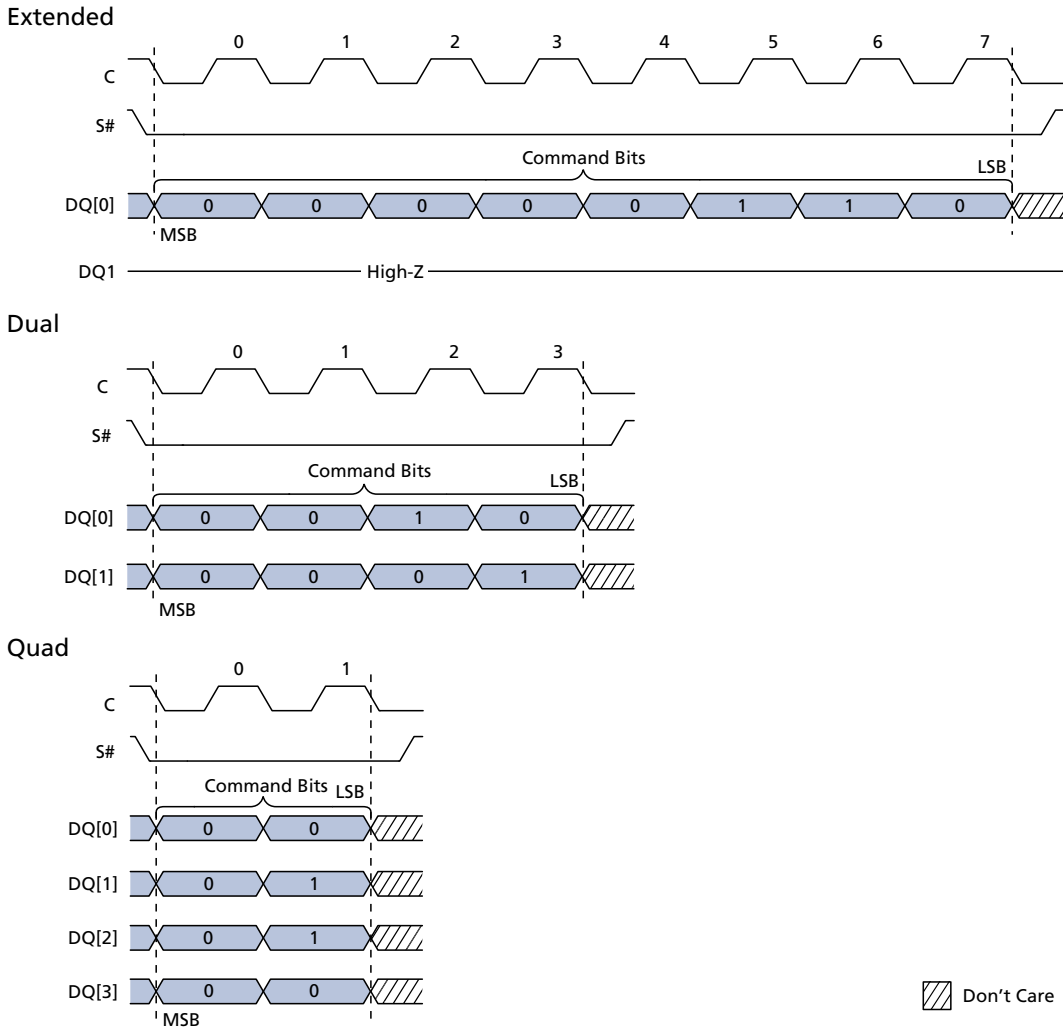 Extended
0 1 2 3 4 5 6 7
C
S#
Command Bits
LSB
DQ[0] 0 0 0 0 0 1 1 0
MSB
DQ1 High-Z
Dual
0 1 2 3
C
S#
Command Bits
LSB
DQ[0] 0 0 1 0
DQ[1] 0 0 0 1
MSB
Quad
0 1
C
S#
Command Bits LSB
DQ[0] 0 0
DQ[1] 0 1
DQ[2] 0 1
DQ[3] 0 0
MSB
Don't Care